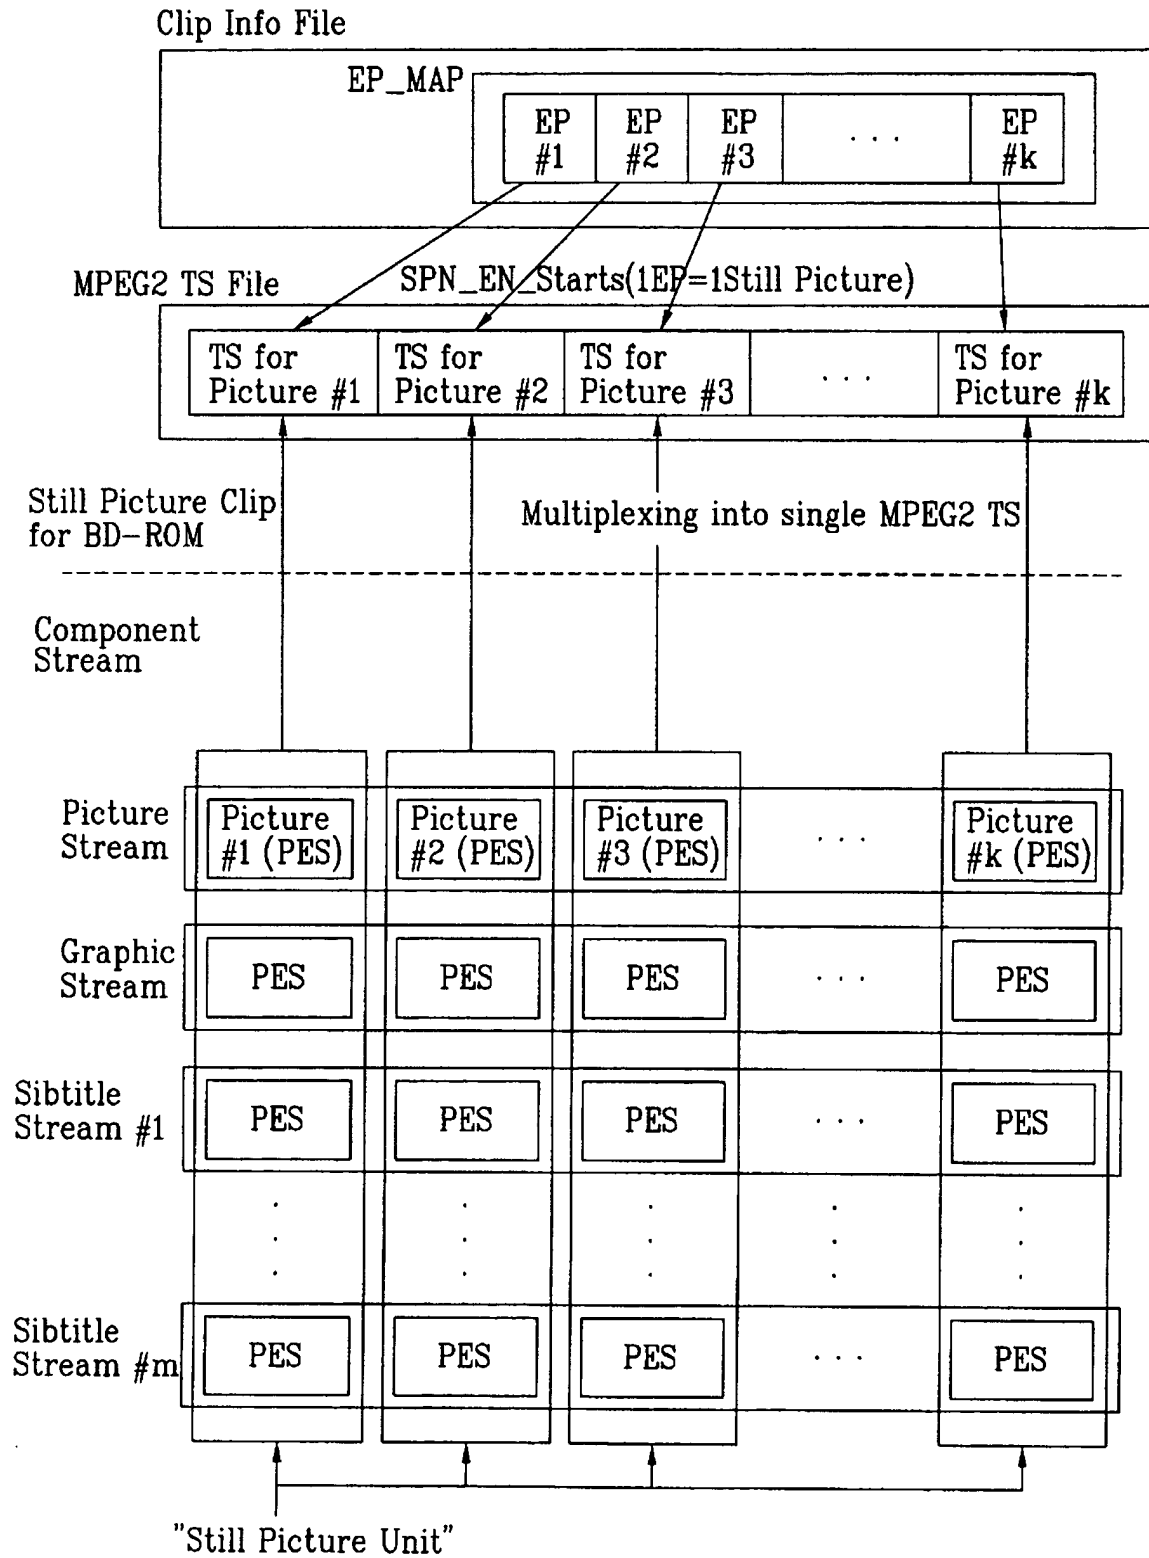 Clip Info File
EP_MAP
EP #1
EP #2
EP #3
. . .
EP #k
MPEG2 TS File
SPN_EN_Starts(1EP=1Still Picture)
TS for Picture #1
TS for Picture #2
TS for Picture #3
. . .
TS for Picture #k
Still Picture Clip
for BD-ROM
Multiplexing into single MPEG2 TS
Component
Stream
Picture
Stream
Picture #1 (PES)
Picture #2 (PES)
Picture #3 (PES)
. . .
Picture #k (PES)
Graphic
Stream
PES
PES
PES
. . .
PES
Sibtitle
Stream #1
PES
PES
PES
. . .
PES
Sibtitle
Stream #m
PES
PES
PES
. . .
PES
"Still Picture Unit"